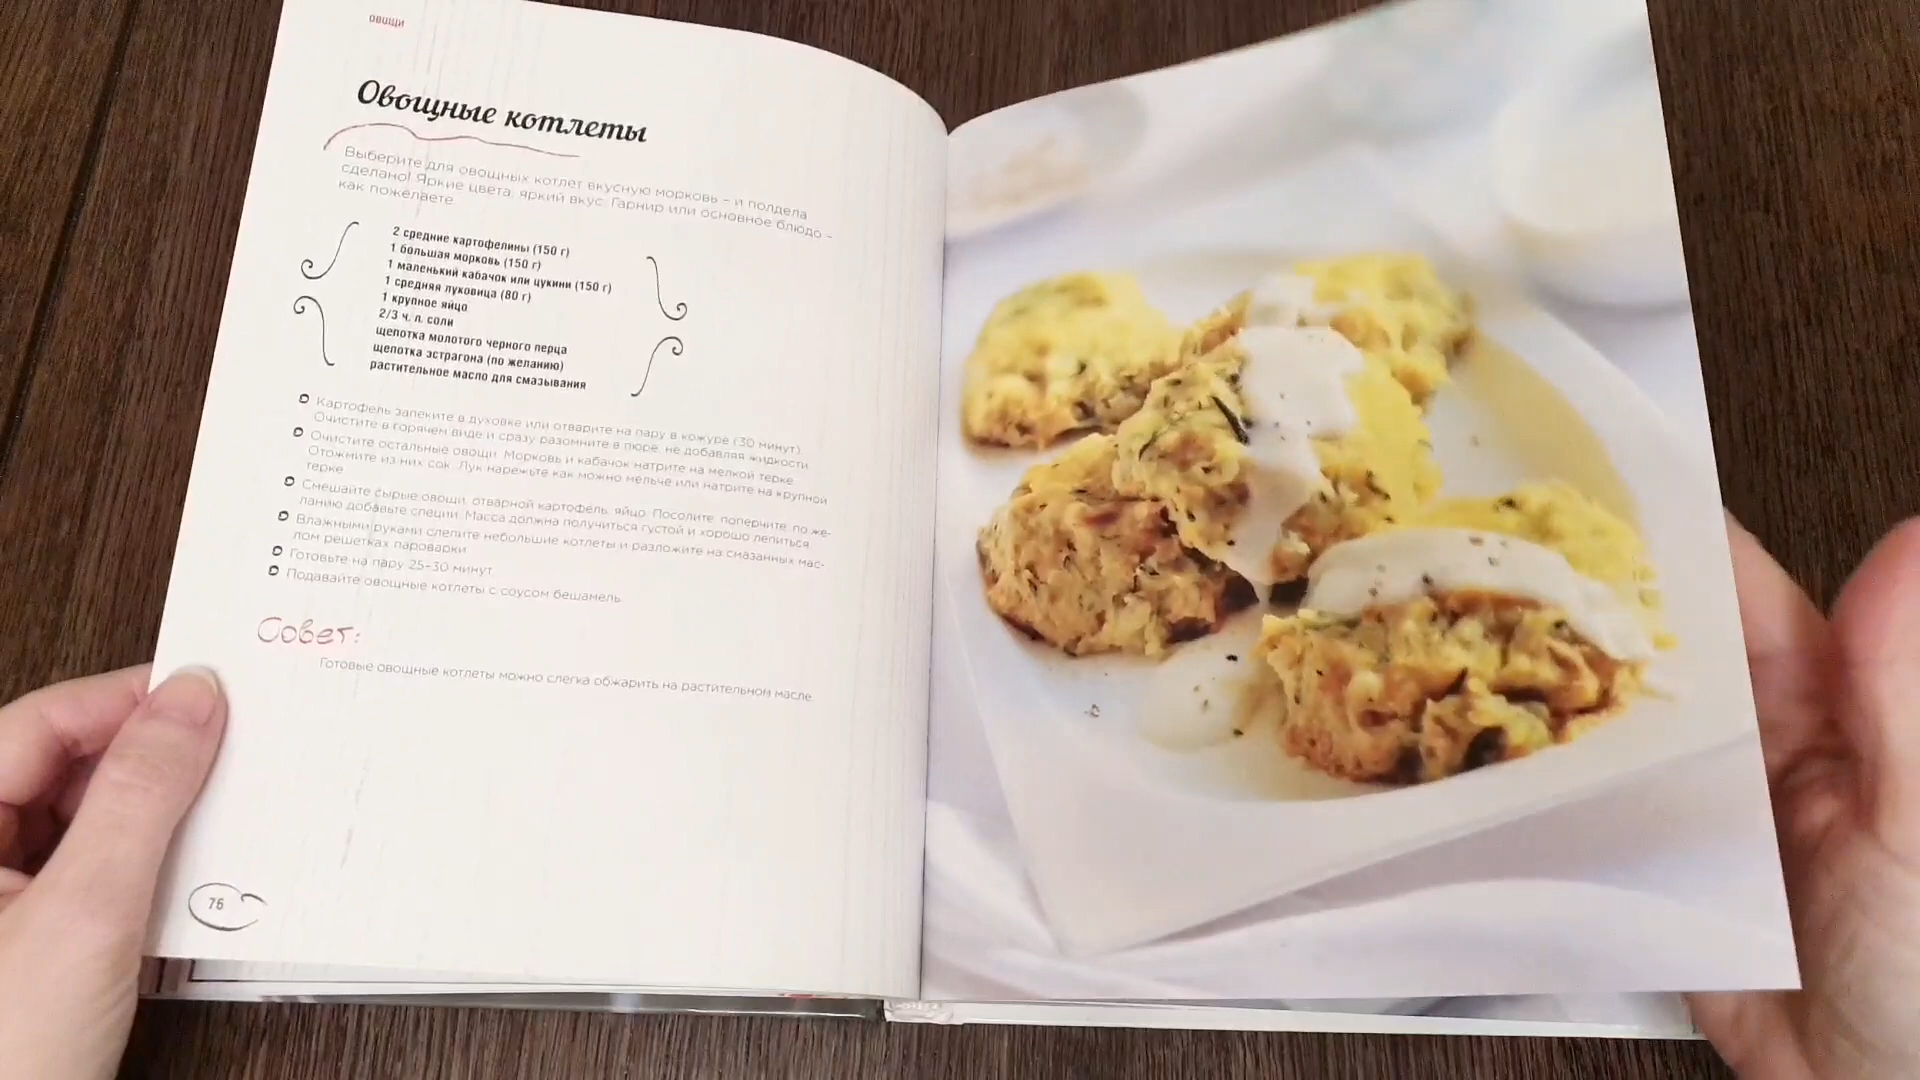 овощи
Овощные котлеты
Выберите для овощных котлет вкусную морковь – и полдела
сделано! Яркие цвета, яркий вкус. Гарнир или основное блюдо –
как пожелаете.
2 средние картофелины (150 г)
1 большая морковь (150 г)
1 маленький кабачок или цукини (150 г)
1 средняя луковица (80 г)
1 крупное яйцо
2/3 ч. л. соли
щепотка молотого черного перца
щепотка эстрагона (по желанию)
растительное масло для смазывания
Картофель запеките в духовке или отварите на пару в кожуре (30 минут).
Очистите в горячем виде и сразу разомните в пюре, не добавляя жидкости.
Очистите остальные овощи. Морковь и кабачок натрите на мелкой терке.
Отожмите из них сок. Лук нарежьте как можно мельче или натрите на крупной
терке.
Смешайте сырые овощи, отварной картофель, яйцо. Посолите, поперчите, по же-
ланию добавьте специи. Масса должна получиться густой и хорошо лепиться.
Влажными руками слепите небольшие котлеты и разложите на смазанных мас-
лом решетках пароварки.
Готовьте на пару 25–30 минут.
Подавайте овощные котлеты с соусом бешамель.
Совет:
Готовые овощные котлеты можно слегка обжарить на растительном масле.
76